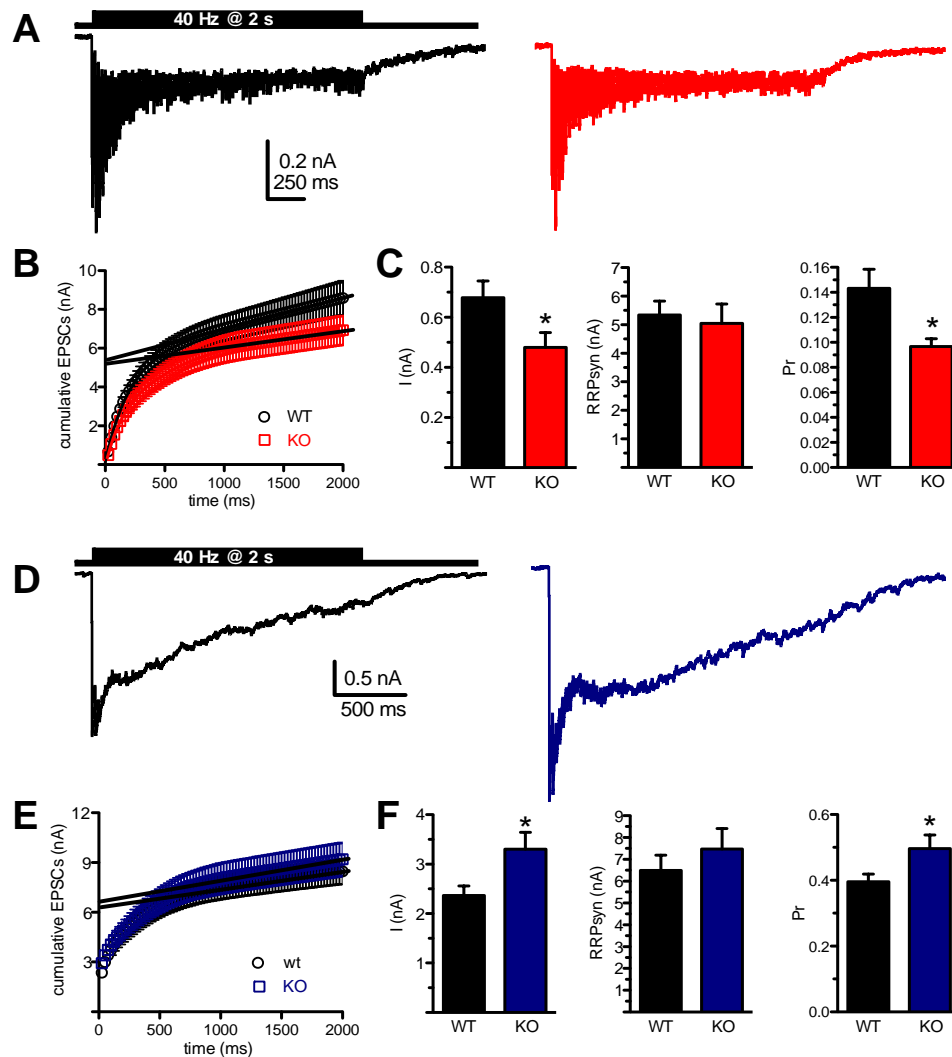 A
40 Hz @ 2 s
0.2 nA
250 ms
B
cumulative EPSCs (nA)
10
8
6
4
2
0 500 1000 1500 2000
time (ms)
WT
KO
C
I (nA)
0.8
0.6
0.4
0.2
*
WT KO
RRPsyn (nA)
7
6
5
4
3
2
1
WT KO
Pr
0.16
0.14
0.12
0.10
0.08
0.06
0.04
0.02
0.00
*
WT KO
D
40 Hz @ 2 s
0.5 nA
500 ms
E
cumulative EPSCs (nA)
12
9
6
3
0 500 1000 1500 2000
time (ms)
wt
KO
F
I (nA)
4
3
2
1
*
WT KO
RRPsyn (nA)
9
8
7
6
5
4
3
2
1
WT KO
Pr
0.6
0.4
0.2
0.0
*
WT KO